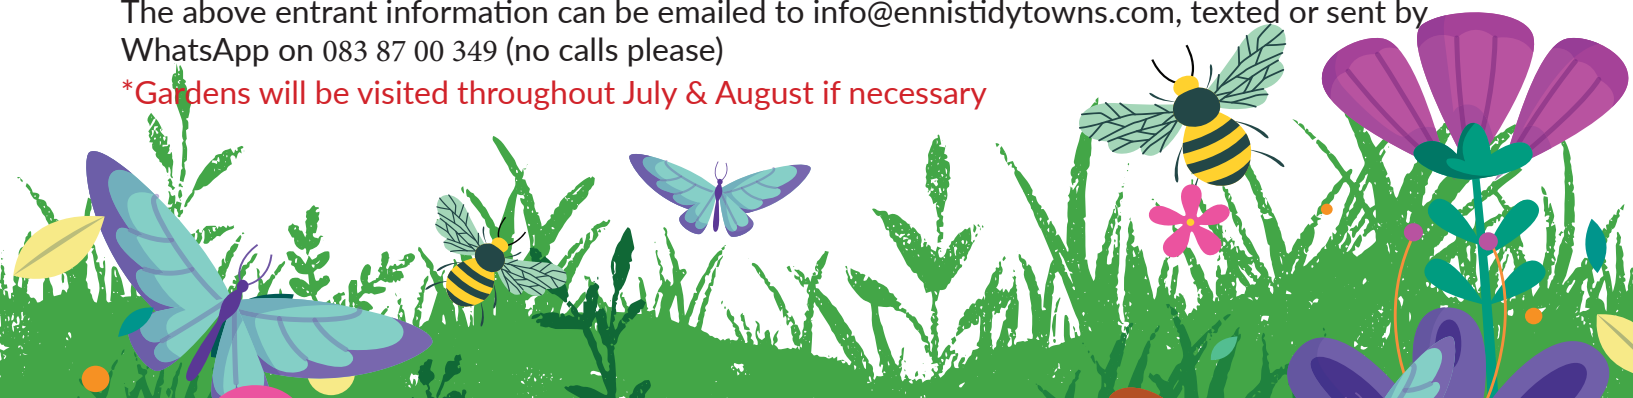 The above entrant information can be emailed to info@ennistidytowns.com, texted or sent by
WhatsApp on 083 87 00 349 (no calls please)
*Gardens will be visited throughout July & August if necessary